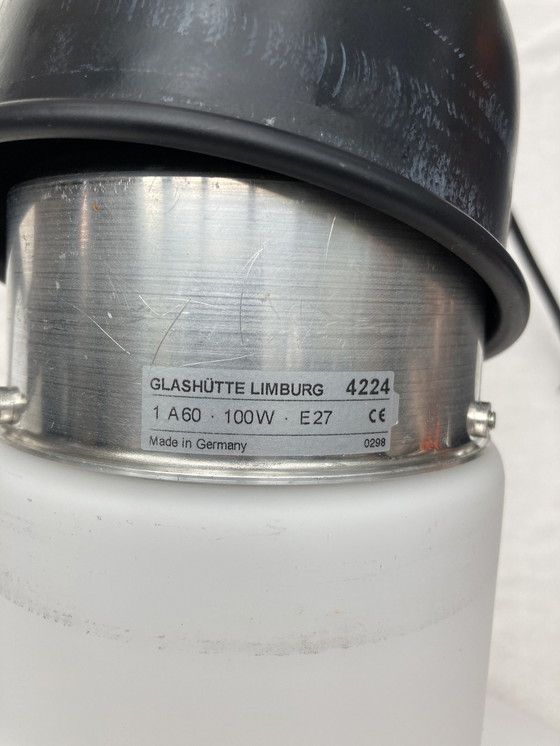 GLASHÜTTE LIMBURG 4224
1 A60 · 100W · E27 CE
Made in Germany 0298